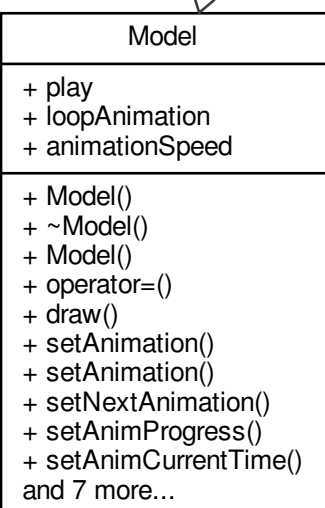 Model
+ play
+ loopAnimation
+ animationSpeed
+ Model()
+ ~Model()
+ Model()
+ operator=()
+ draw()
+ setAnimation()
+ setAnimation()
+ setNextAnimation()
+ setAnimProgress()
+ setAnimCurrentTime()
and 7 more...